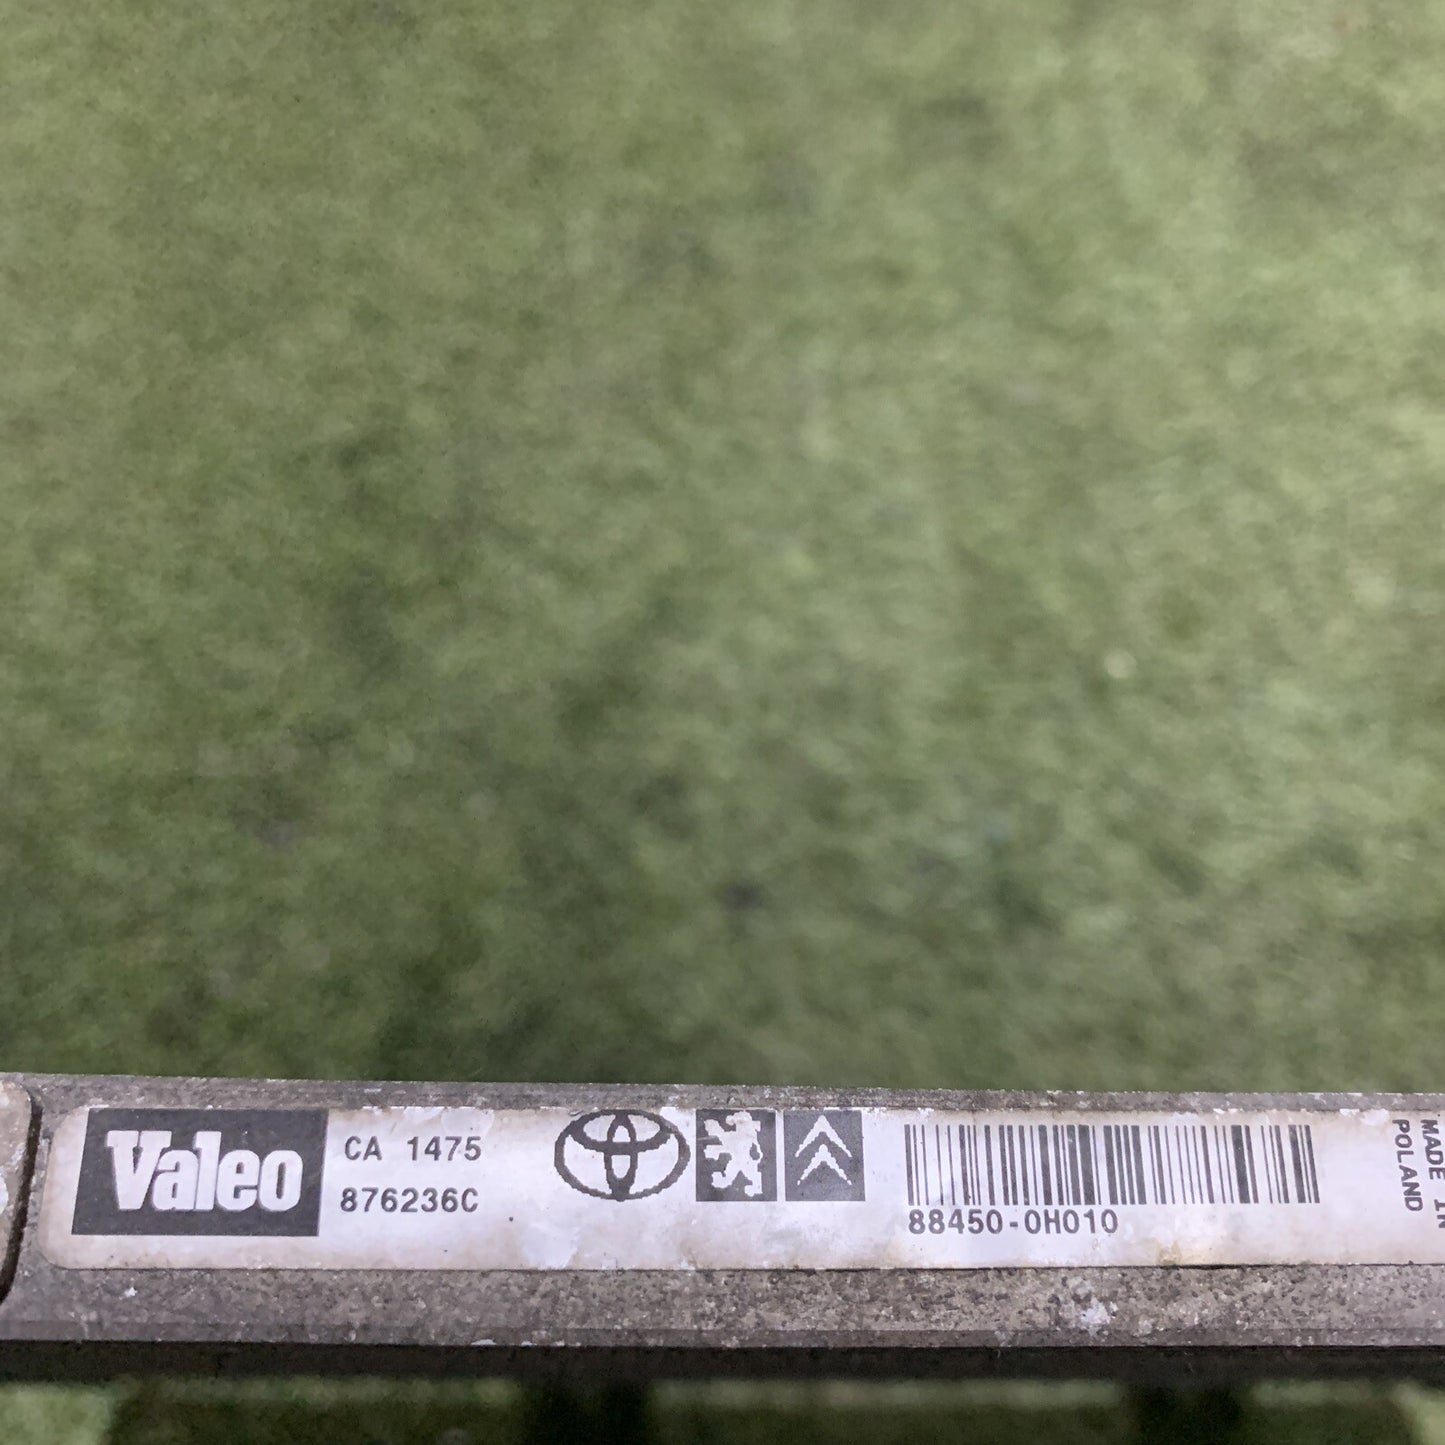 Valeo
CA 1475
876236C
88450-0H010
MADE IN
POLAND